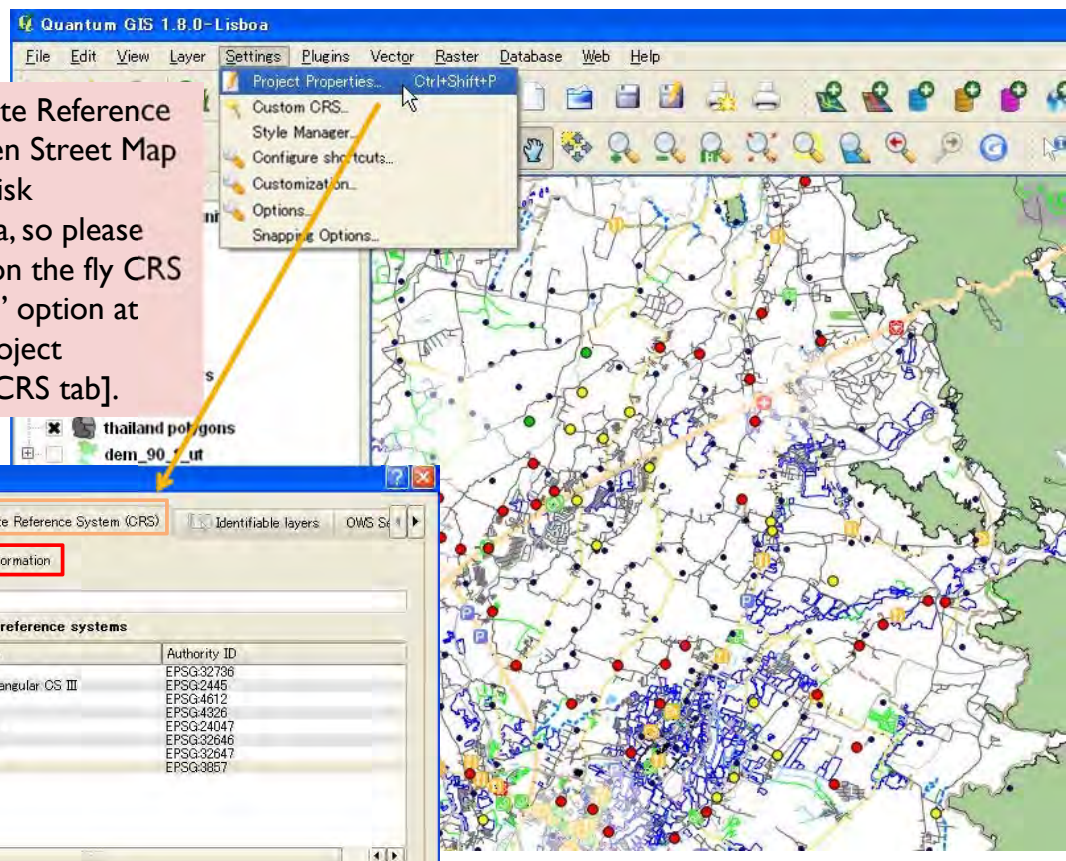 Quantum GIS 1.8.0-Lisboa
File Edit View Layer Settings Plugins Vector Raster Database Web Help
Project Properties... Ctrl+Shift+P
Custom CRS...
Style Manager...
Configure shortcuts...
Customization...
Options...
Snapping Options...
te Reference
en Street Map
isk
a, so please
on the fly CRS
" option at
oject
CRS tab].
thailand polygons
te Reference System (CRS) Identifiable layers OWS Se
ormation
reference systems
Authority ID
EPSG:32736
angular CS III EPSG:2445
EPSG:4612
EPSG:4326
EPSG:24047
EPSG:32646
EPSG:32647
EPSG:3857